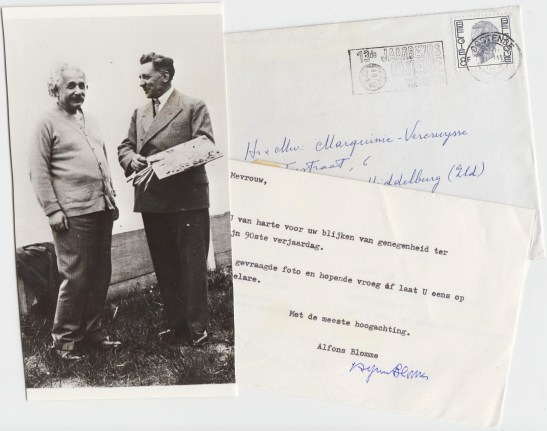 13de JAARBEURS
OOSTENDE
BELGIE
Hr & Mw: Marquinie-Vercruysse
straat, 6
Middelburg (Zld)
Mevrouw,
U van harte voor uw blijken van genegenheid ter
jn 90ste verjaardag.
gevraagde foto en hopende vroeg áf laat U eens op
elare.
Met de meeste hoogachting.
Alfons Blomme